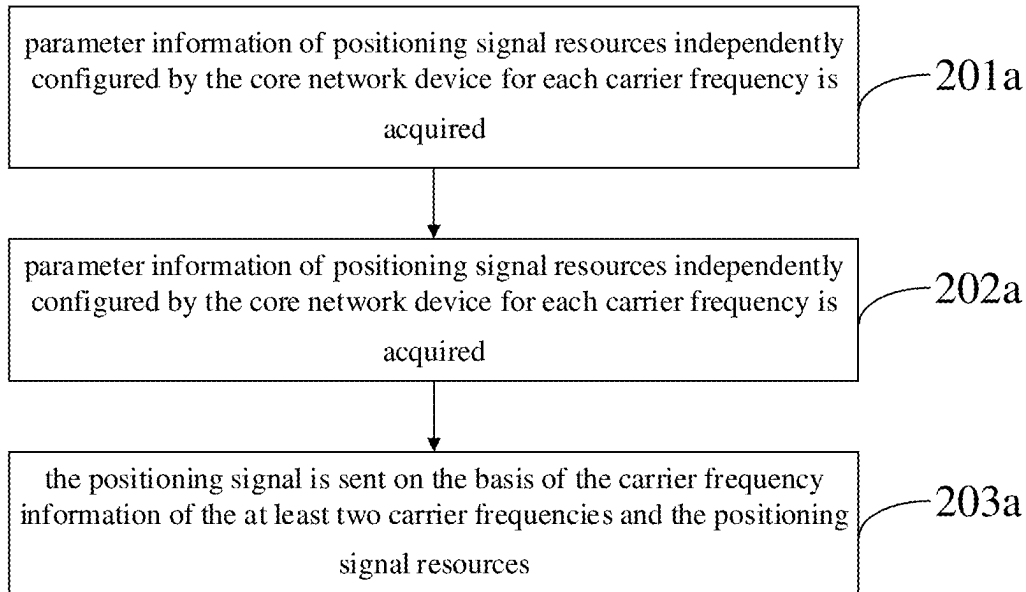 parameter information of positioning signal resources independently
configured by the core network device for each carrier frequency is
acquired
201a
parameter information of positioning signal resources independently
configured by the core network device for each carrier frequency is
acquired
202a
the positioning signal is sent on the basis of the carrier frequency
information of the at least two carrier frequencies and the positioning
signal resources
203a